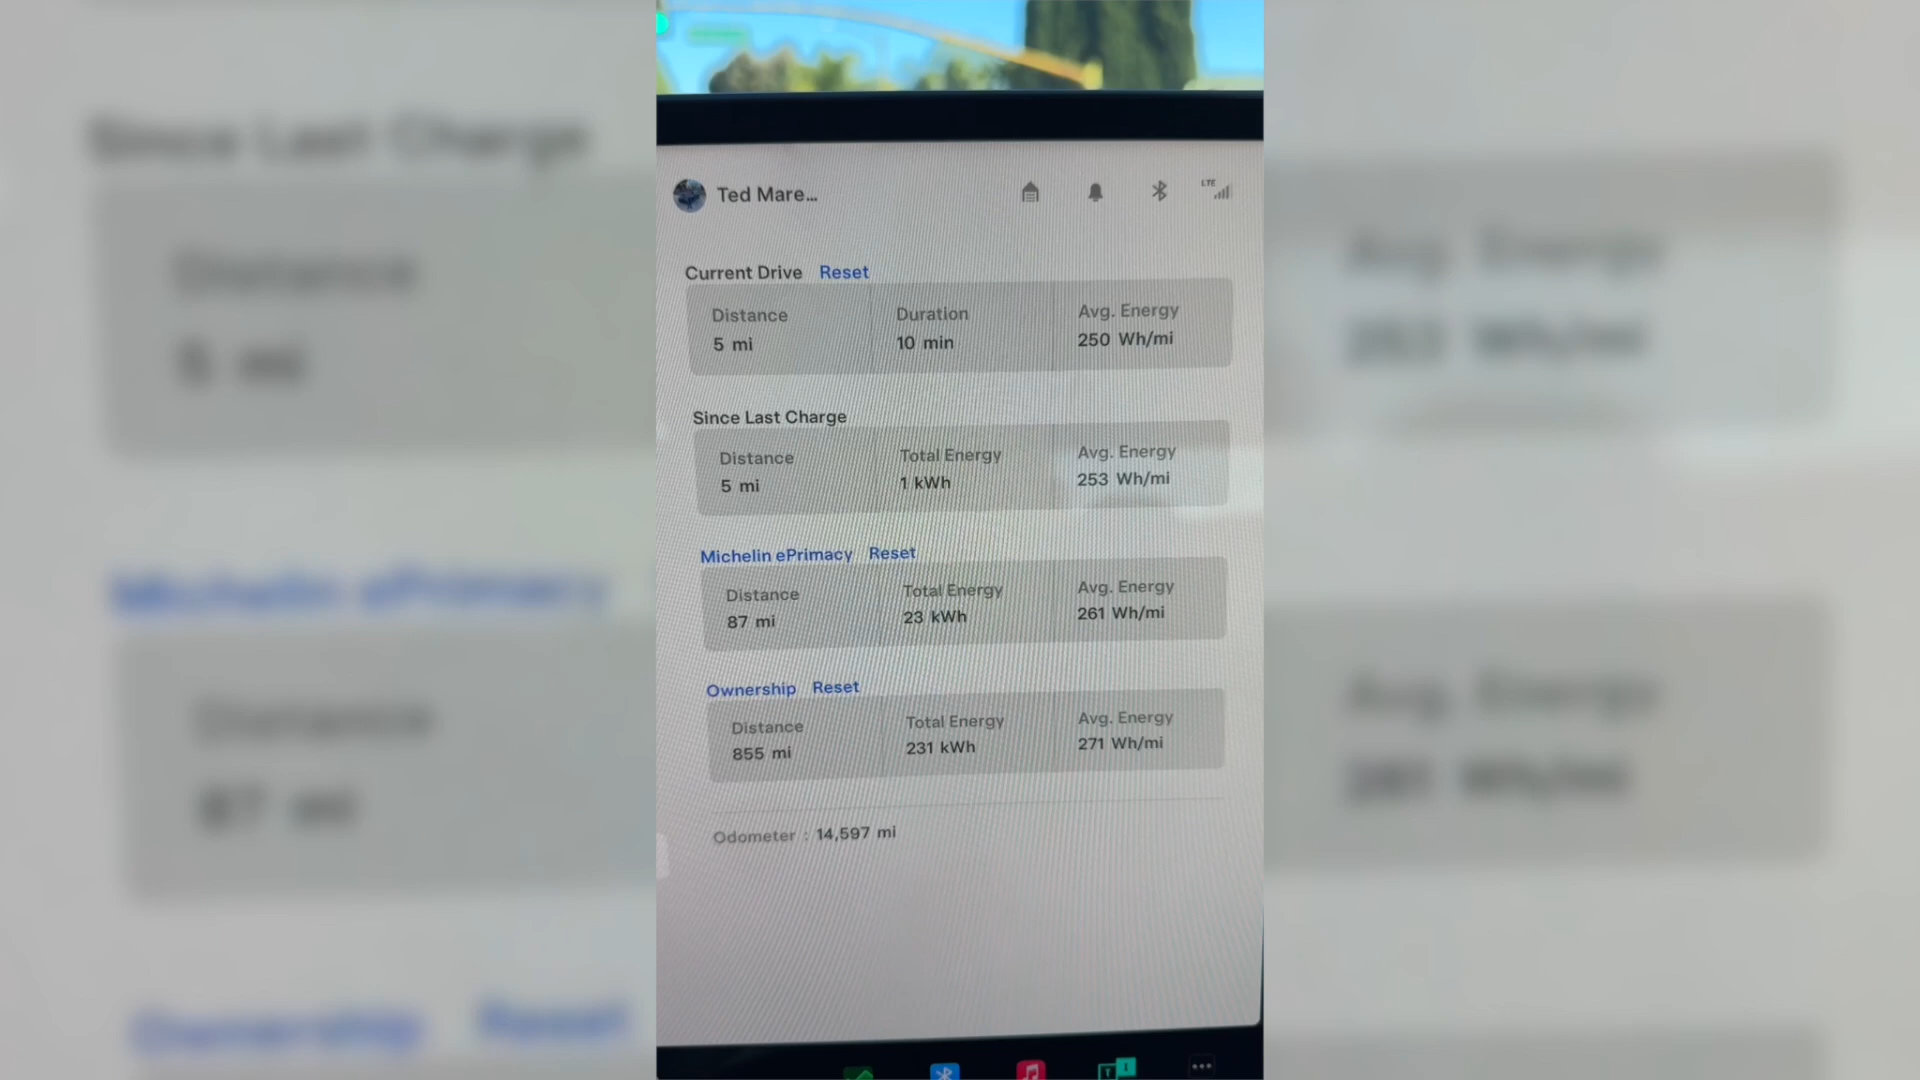 Ted Mare...
LTE
Current Drive Reset
Distance Duration Avg. Energy
5 mi 10 min 250 Wh/mi
Since Last Charge
Distance Total Energy Avg. Energy
5 mi 1 kWh 253 Wh/mi
Michelin ePrimacy Reset
Distance Total Energy Avg. Energy
87 mi 23 kWh 261 Wh/mi
Ownership Reset
Distance Total Energy Avg. Energy
855 mi 231 kWh 271 Wh/mi
Odometer : 14,597 mi